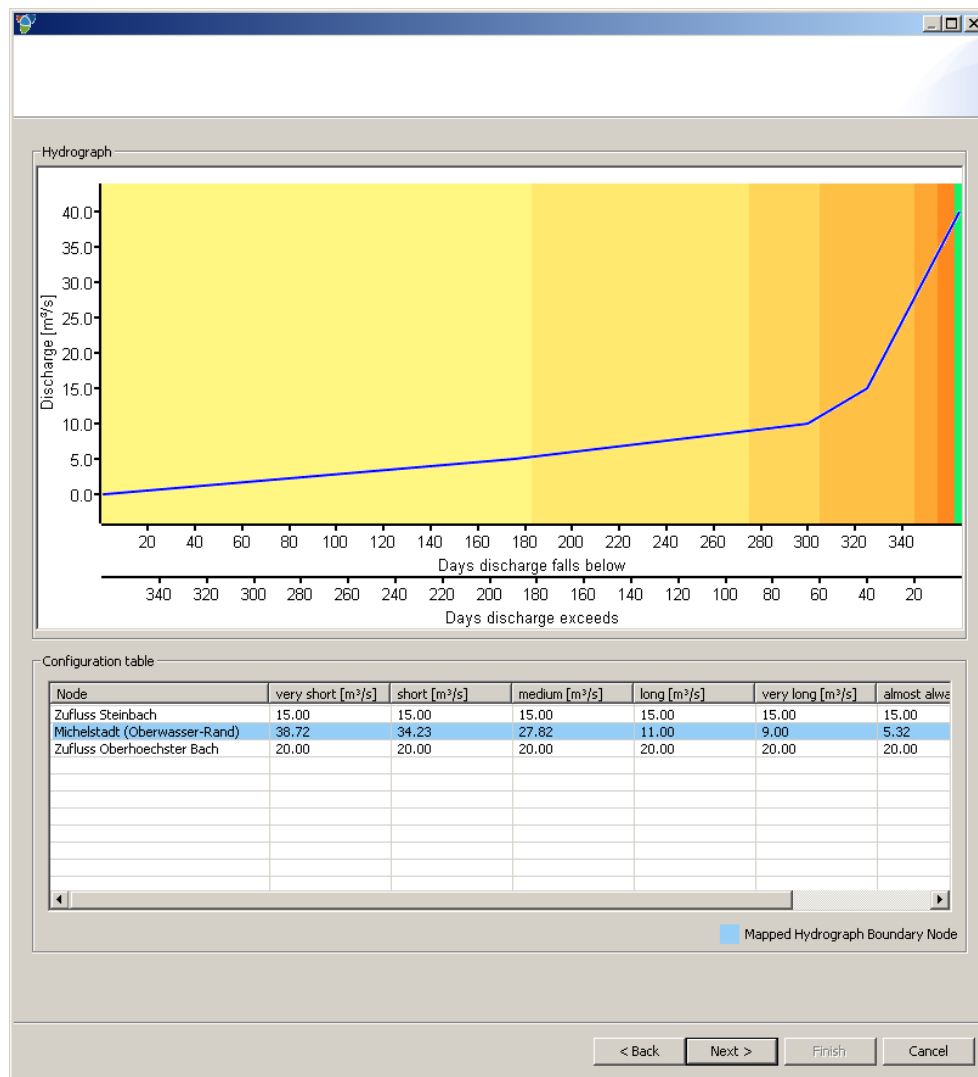 Hydrograph
40.0
35.0
30.0
25.0
20.0
15.0
10.0
5.0
0.0
Discharge [m³/s]
20 40 60 80 100 120 140 160 180 200 220 240 260 280 300 320 340
Days discharge falls below
340 320 300 280 260 240 220 200 180 160 140 120 100 80 60 40 20
Days discharge exceeds
Configuration table
Node very short [m³/s] short [m³/s] medium [m³/s] long [m³/s] very long [m³/s] almost alwa
Zufluss Steinbach 15.00 15.00 15.00 15.00 15.00 15.00
Michelstadt (Oberwasser-Rand) 38.72 34.23 27.82 11.00 9.00 5.32
Zufluss Oberhoechster Bach 20.00 20.00 20.00 20.00 20.00 20.00
Mapped Hydrograph Boundary Node
< Back Next > Finish Cancel